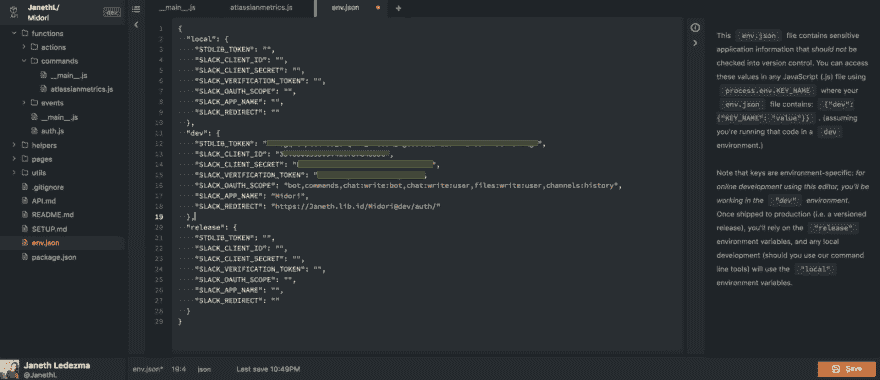 JanethL/
Midori
dev
functions
actions
commands
__main__.js
atlassianmetrics.js
events
__main__.js
auth.js
helpers
pages
utils
.gitignore
API.md
README.md
SETUP.md
env.json
package.json
Janeth Ledezma
@JanethL
__main__.js atlassianmetrics.js env.json +
1 {
2 "local": {
3 "STDLIB_TOKEN": "",
4 "SLACK_CLIENT_ID": "",
5 "SLACK_CLIENT_SECRET": "",
6 "SLACK_VERIFICATION_TOKEN": "",
7 "SLACK_OAUTH_SCOPE": "",
8 "SLACK_APP_NAME": "",
9 "SLACK_REDIRECT": ""
10 },
11 "dev": {
12 "STDLIB_TOKEN": "
13 "SLACK_CLIENT_ID": "
14 "SLACK_CLIENT_SECRET": "
15 "SLACK_VERIFICATION_TOKEN": "
16 "SLACK_OAUTH_SCOPE": "bot,commands,chat:write:bot,chat:write:user,files:write:user,channels:history",
17 "SLACK_APP_NAME": "Midori",
18 "SLACK_REDIRECT": "https://Janeth.lib.id/Midori@dev/auth/"
19 },
20 "release": {
21 "STDLIB_TOKEN": "",
22 "SLACK_CLIENT_ID": "",
23 "SLACK_CLIENT_SECRET": "",
24 "SLACK_VERIFICATION_TOKEN": "",
25 "SLACK_OAUTH_SCOPE": "",
26 "SLACK_APP_NAME": "",
27 "SLACK_REDIRECT": ""
28 }
29 }
This env.json file contains sensitive
application information that should not be
checked into version control. You can access
these values in any JavaScript (.js) file using
process.env.KEY_NAME where your
env.json file contains: {"dev":
{"KEY_NAME": "value"}} . (assuming
you're running that code in a dev
environment.)
Note that keys are environment-specific: for
online development using this editor, you'll be
working in the "dev" environment.
Once shipped to production (i.e. a versioned
release), you'll rely on the "release"
environment variables, and any local
development (should you use our command
line tools) will use the "local"
environment variables.
env.json* 19:4 json Last save 10:49PM
Save